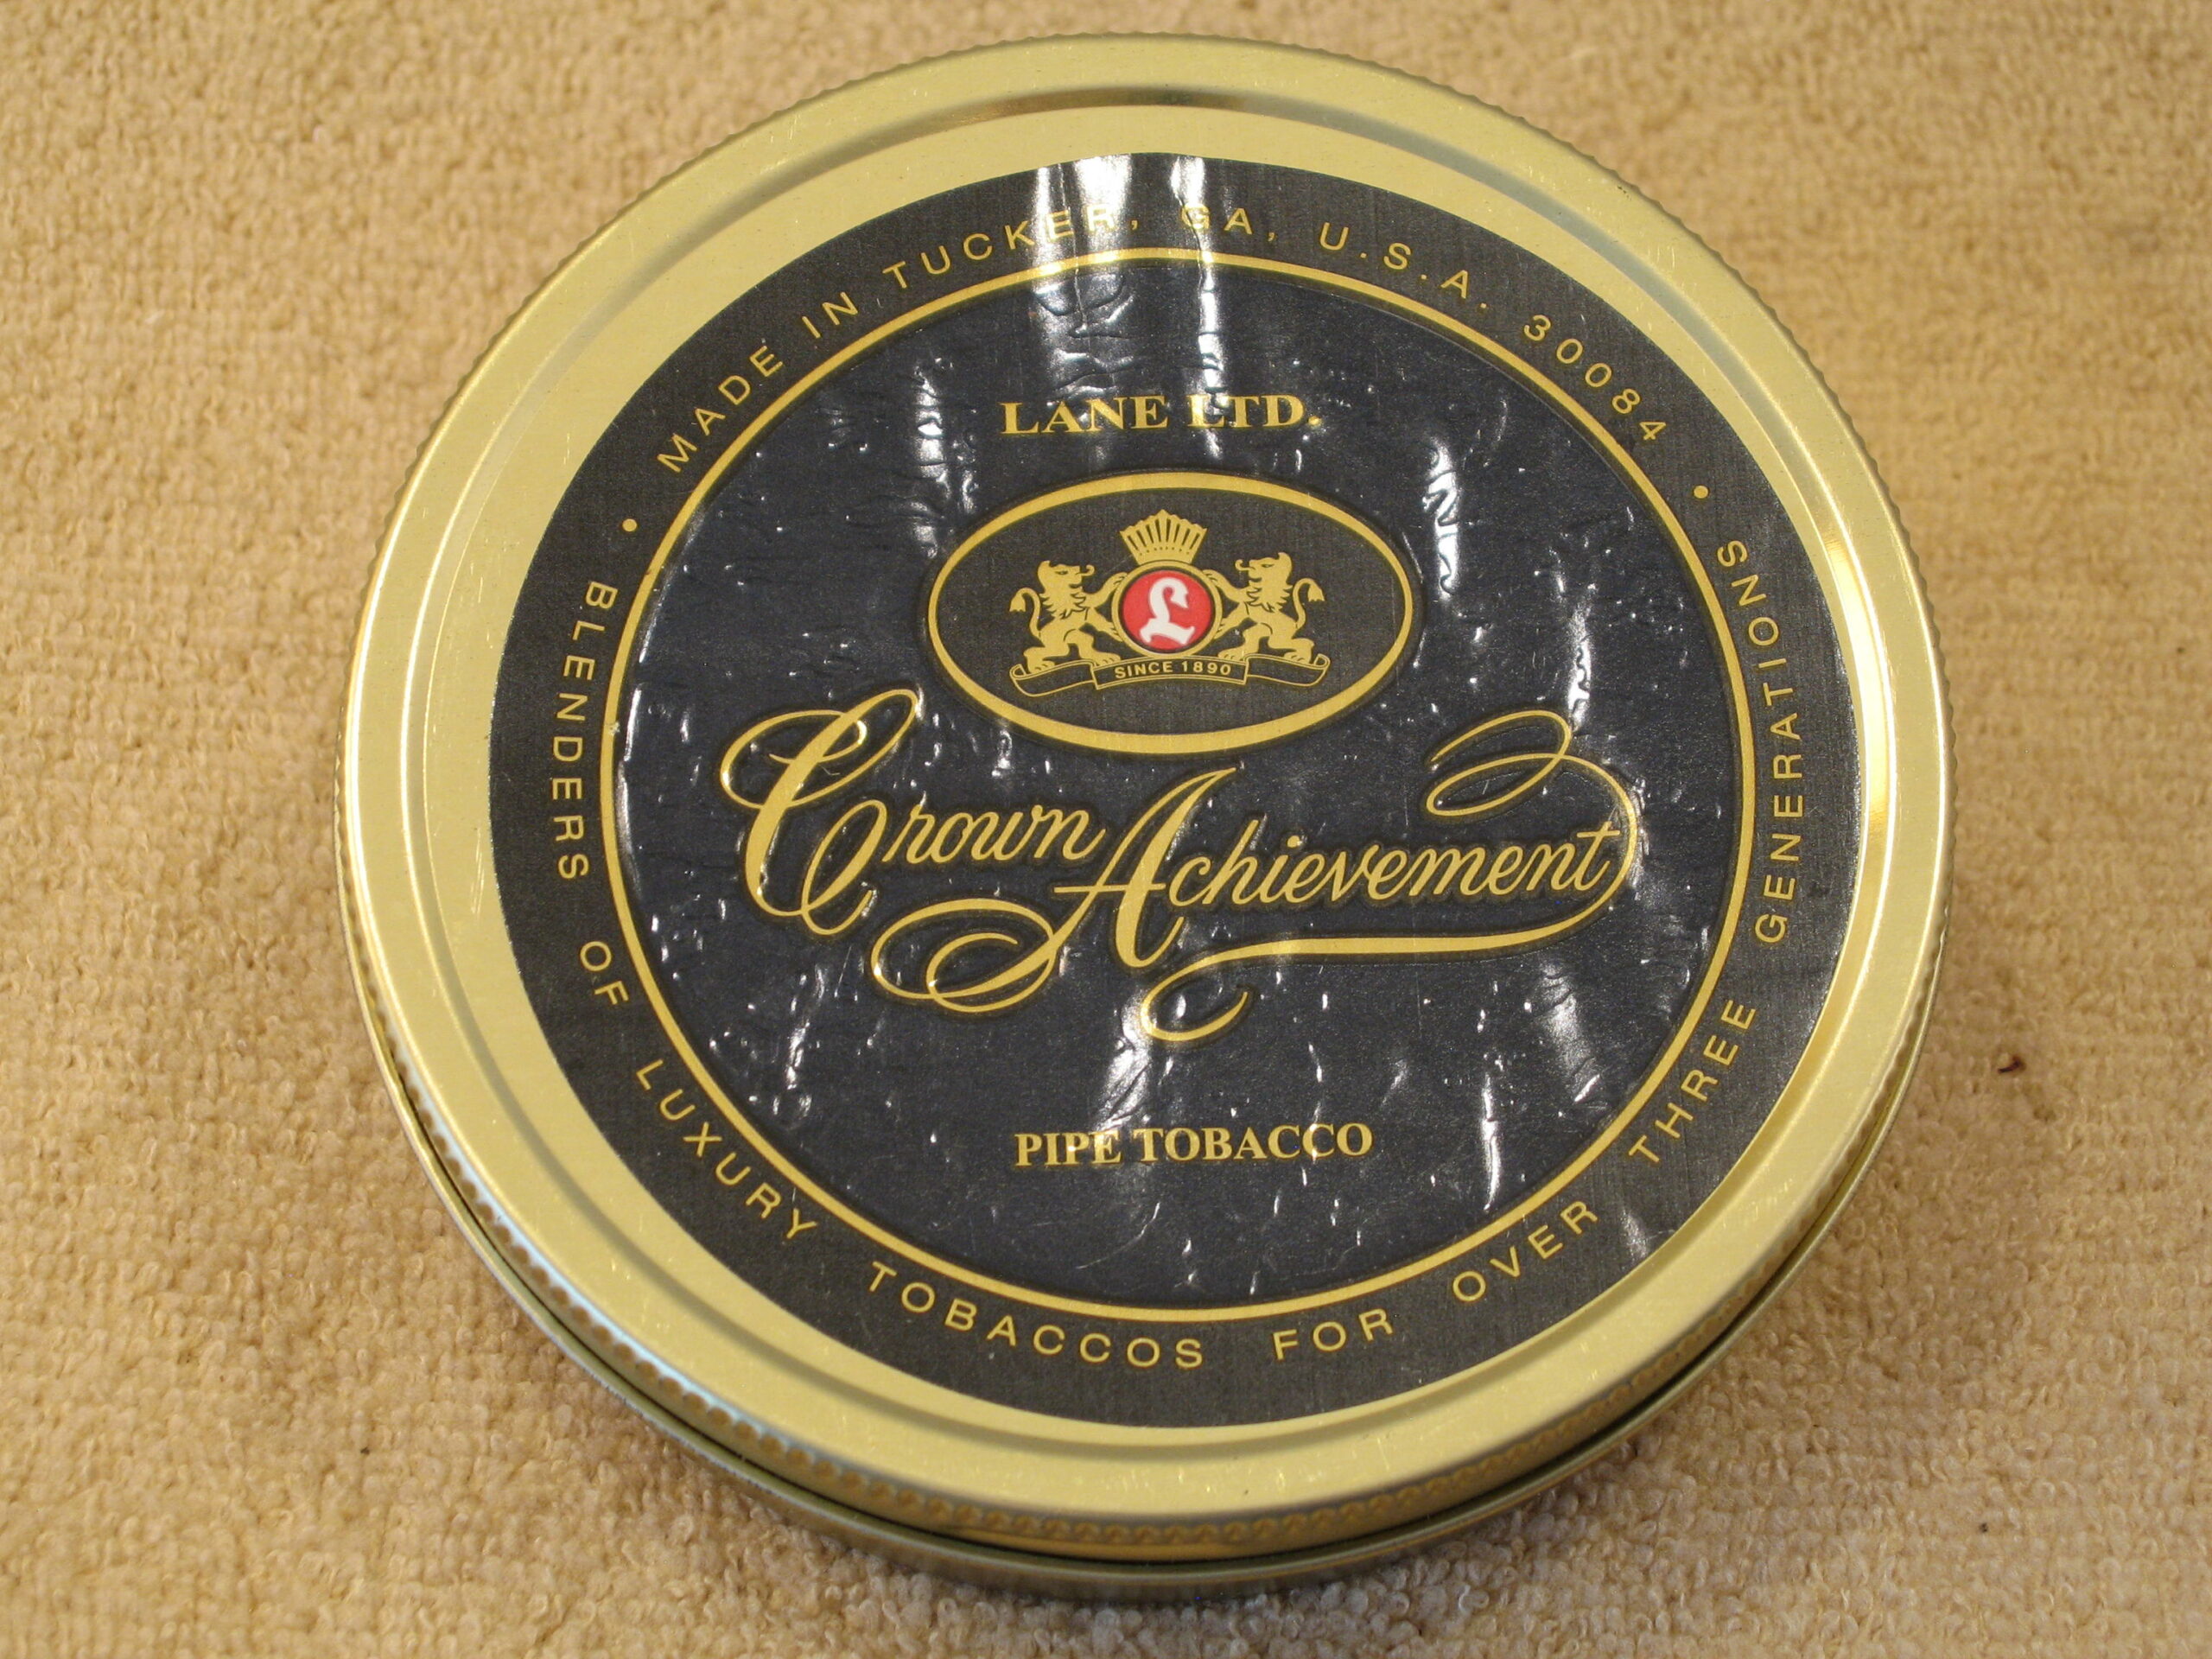 MADE IN TUCKER, GA, U.S.A. 30084 •
LANE LTD.
L
SINCE 1890
Crown Achievement
PIPE TOBACCO
• BLENDERS OF LUXURY TOBACCOS FOR OVER THREE GENERATIONS